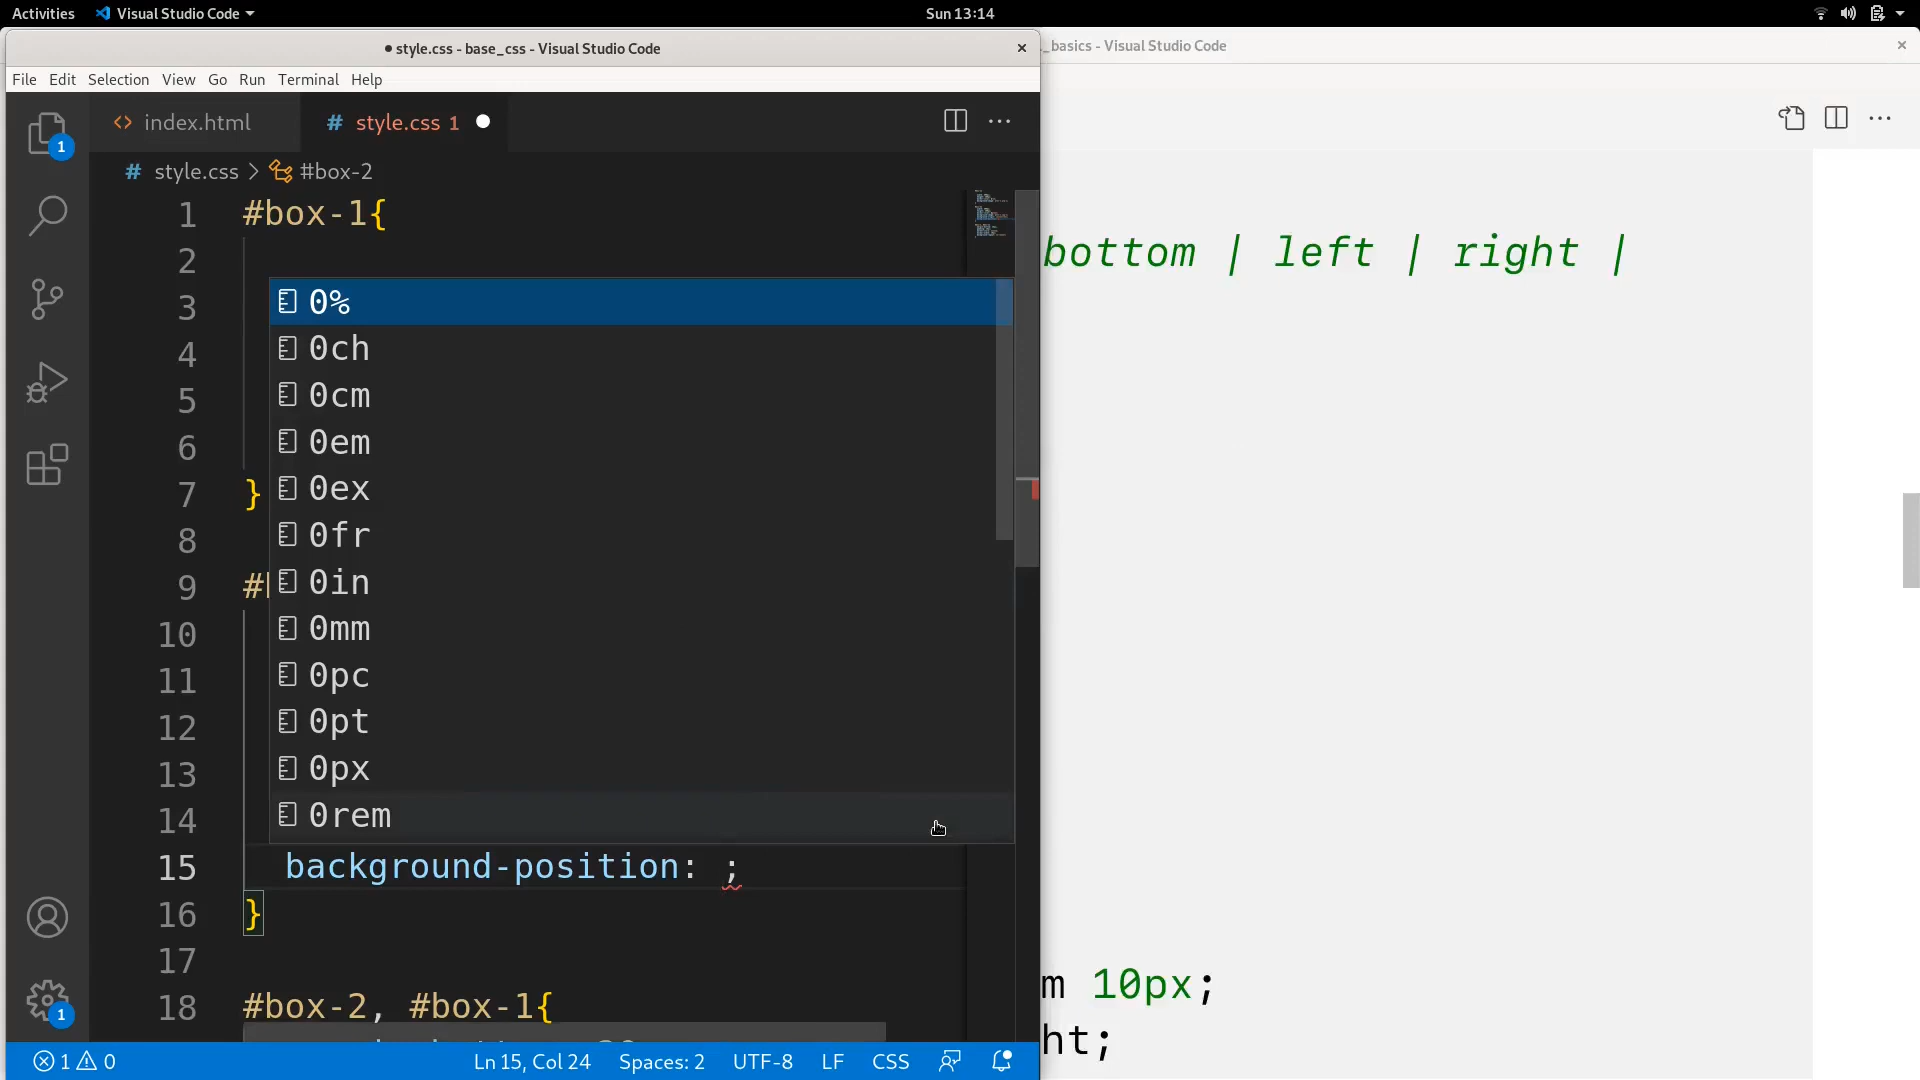 Activities
Visual Studio Code
Sun 13:14
● style.css - base_css - Visual Studio Code
_basics - Visual Studio Code
File Edit Selection View Go Run Terminal Help
index.html
# style.css 1
# style.css > #box-2
1 #box-1{
2
3
4
5
6
7 }
8
9 #
10
11
12
13
14
0%
0ch
0cm
0em
0ex
0fr
0in
0mm
0pc
0pt
0px
0rem
15 background-position: ;
16 }
17
18 #box-2, #box-1{
bottom | left | right |
m 10px;
ht;
1
1
1 0
Ln 15, Col 24
Spaces: 2
UTF-8
LF
CSS